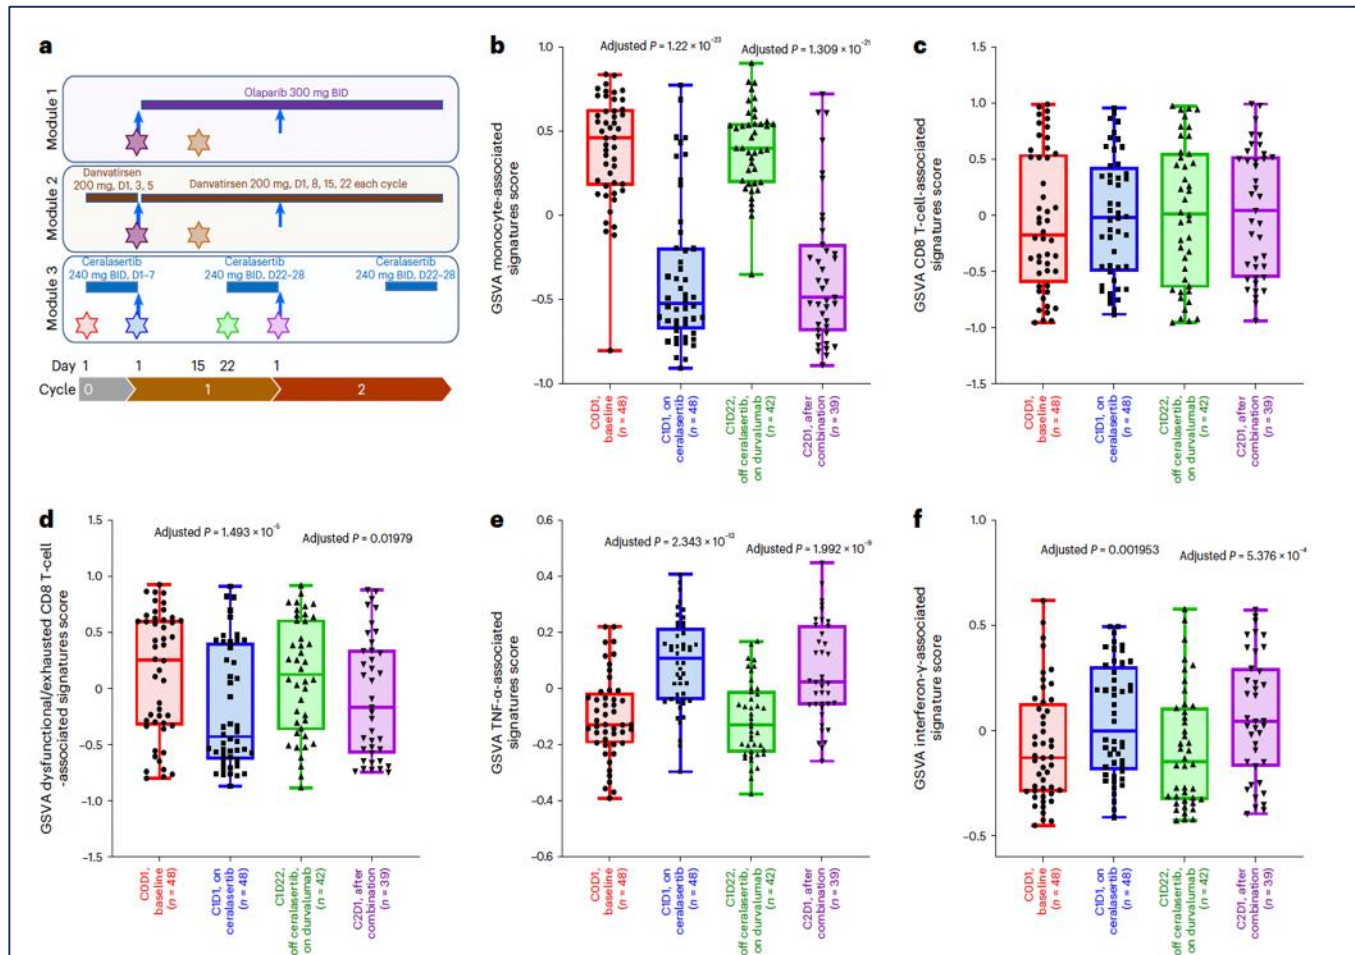 a
Module 1
Olaparib 300 mg BID
Module 2
Danvatirsen
200 mg, D1, 3, 5
Danvatirsen 200 mg, D1, 8, 15, 22 each cycle
Module 3
Ceralasertib
240 mg BID, D1–7
Ceralasertib
240 mg BID, D22–28
Ceralasertib
240 mg BID, D22–28
Day 1 1 15 22 1
Cycle 0 1 2
b
Adjusted P = 1.22 × 10⁻²³
Adjusted P = 1.309 × 10⁻²¹
GSVA monocyte-associated
signatures score
1.0
0.5
0
−0.5
−1.0
C0D1,
baseline
(n = 48)
C1D1, on
ceralasertib
(n = 48)
C1D22,
off ceralasertib,
on durvalumab
(n = 42)
C2D1, after
combination
(n = 39)
c
GSVA CD8 T-cell-associated
signatures score
1.5
1.0
0.5
0
−0.5
−1.0
−1.5
C0D1,
baseline
(n = 48)
C1D1, on
ceralasertib
(n = 48)
C1D22,
off ceralasertib,
on durvalumab
(n = 42)
C2D1, after
combination
(n = 39)
d
Adjusted P = 1.493 × 10⁻⁵
Adjusted P = 0.01979
GSVA dysfunctional/exhausted CD8 T-cell
-associated signatures score
1.5
1.0
0.5
0
−0.5
−1.0
−1.5
C0D1,
baseline
(n = 48)
C1D1, on
ceralasertib
(n = 48)
C1D22,
off ceralasertib,
on durvalumab
(n = 42)
C2D1, after
combination
(n = 39)
e
Adjusted P = 2.343 × 10⁻¹³
Adjusted P = 1.992 × 10⁻⁹
GSVA TNF-α-associated
signatures score
0.6
0.4
0.2
0
−0.2
−0.4
−0.6
C0D1,
baseline
(n = 48)
C1D1, on
ceralasertib
(n = 48)
C1D22,
off ceralasertib,
on durvalumab
(n = 42)
C2D1, after
combination
(n = 39)
f
Adjusted P = 0.001953
Adjusted P = 5.376 × 10⁻⁴
GSVA interferon-γ-associated
signature score
1.0
0.5
0
−0.5
C0D1,
baseline
(n = 48)
C1D1, on
ceralasertib
(n = 48)
C1D22,
off ceralasertib,
on durvalumab
(n = 42)
C2D1, after
combination
(n = 39)